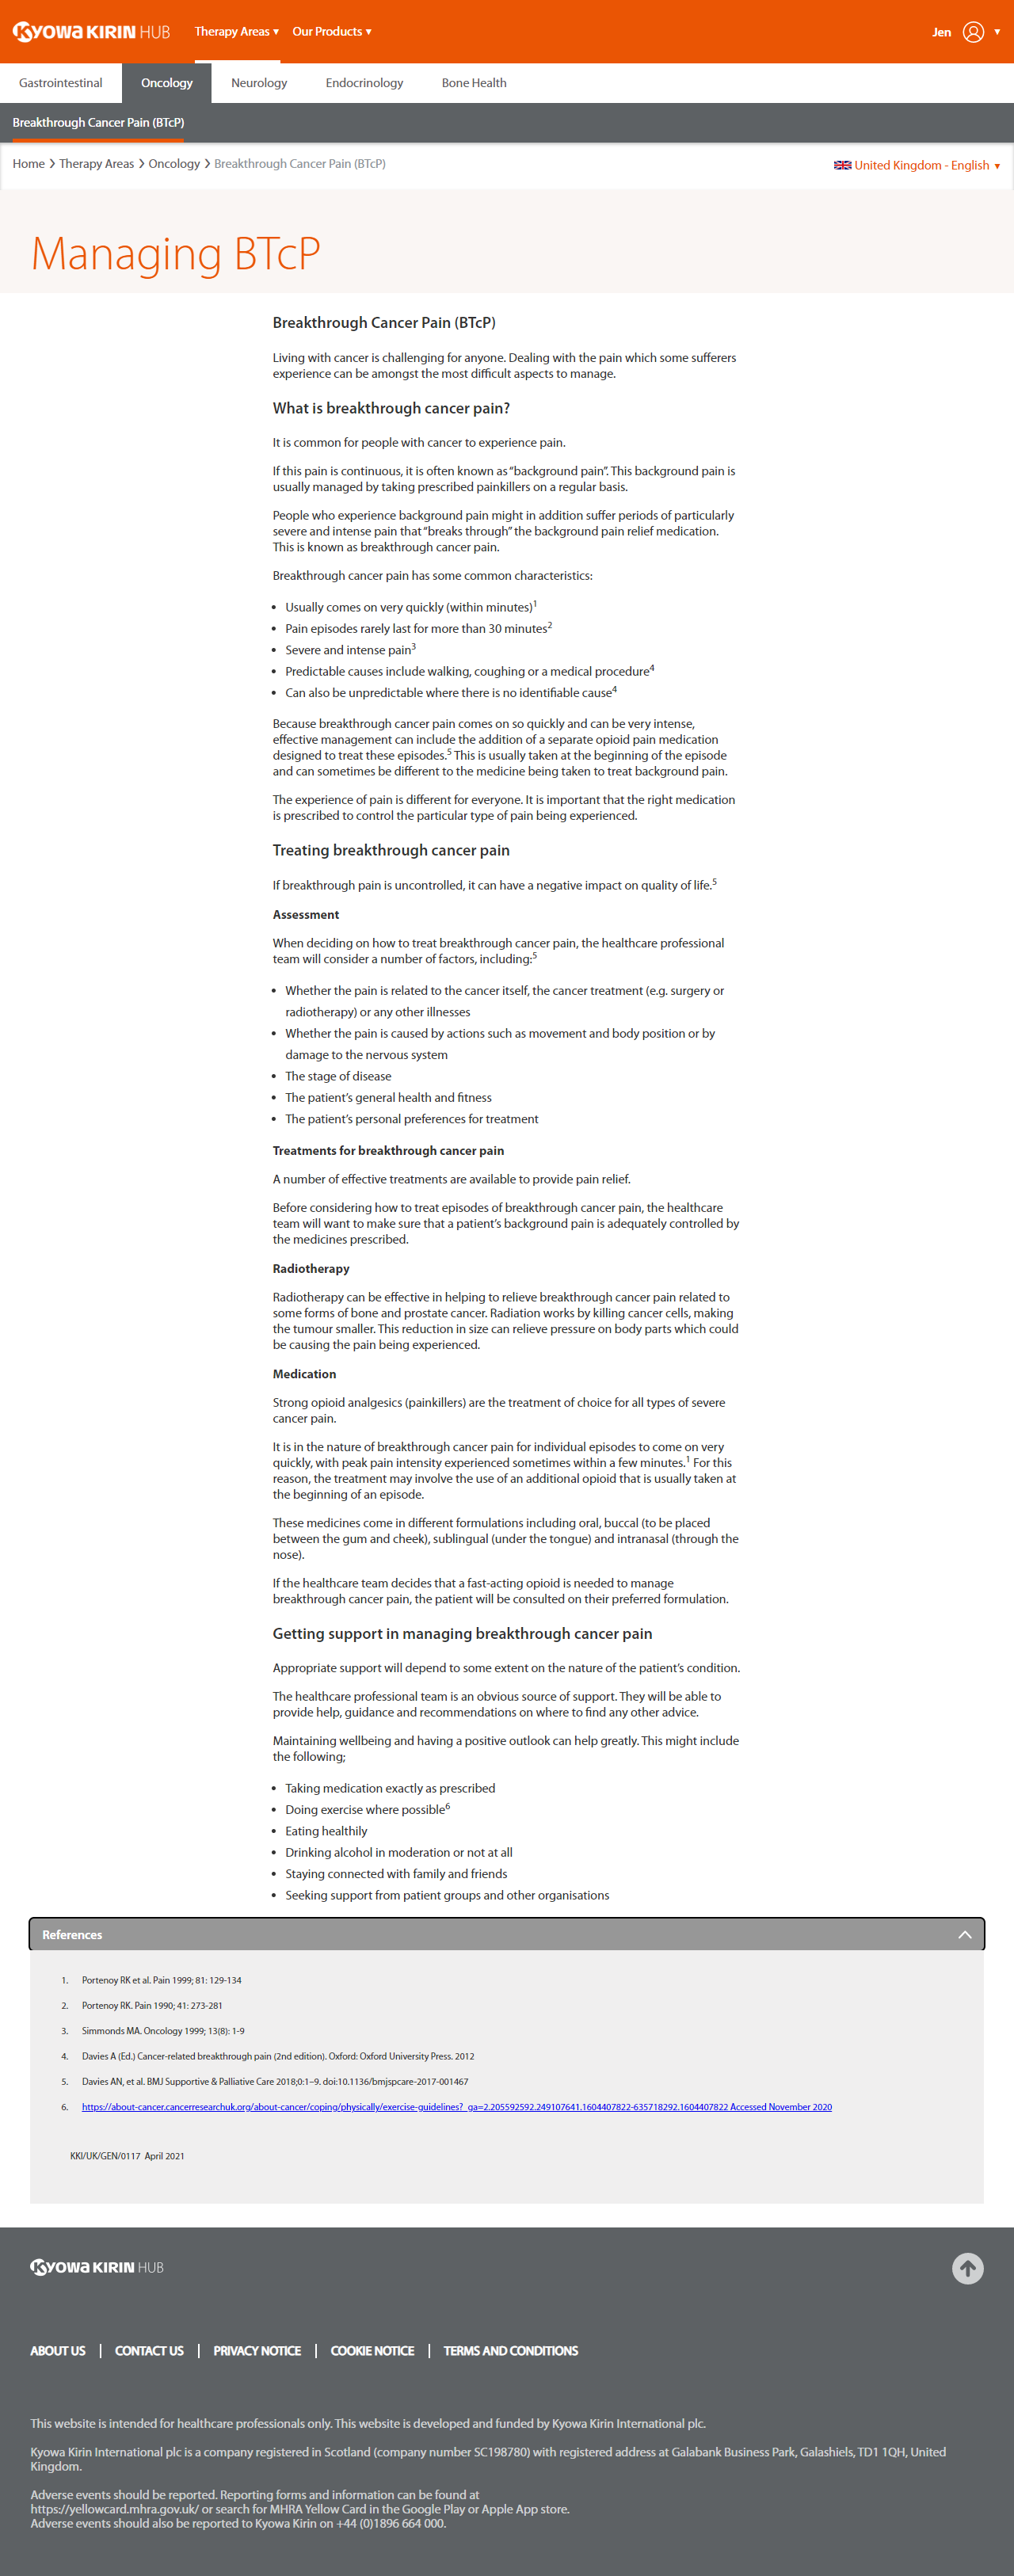 KYOWA KIRIN HUB
Therapy Areas ▾
Our Products ▾
Jen
Gastrointestinal
Oncology
Neurology
Endocrinology
Bone Health
Breakthrough Cancer Pain (BTcP)
Home > Therapy Areas > Oncology > Breakthrough Cancer Pain (BTcP)
United Kingdom - English ▾
Managing BTcP
Breakthrough Cancer Pain (BTcP)
Living with cancer is challenging for anyone. Dealing with the pain which some sufferers
experience can be amongst the most difficult aspects to manage.
What is breakthrough cancer pain?
It is common for people with cancer to experience pain.
If this pain is continuous, it is often known as “background pain”. This background pain is
usually managed by taking prescribed painkillers on a regular basis.
People who experience background pain might in addition suffer periods of particularly
severe and intense pain that “breaks through” the background pain relief medication.
This is known as breakthrough cancer pain.
Breakthrough cancer pain has some common characteristics:
• Usually comes on very quickly (within minutes)1
• Pain episodes rarely last for more than 30 minutes2
• Severe and intense pain3
• Predictable causes include walking, coughing or a medical procedure4
• Can also be unpredictable where there is no identifiable cause4
Because breakthrough cancer pain comes on so quickly and can be very intense,
effective management can include the addition of a separate opioid pain medication
designed to treat these episodes.5 This is usually taken at the beginning of the episode
and can sometimes be different to the medicine being taken to treat background pain.
The experience of pain is different for everyone. It is important that the right medication
is prescribed to control the particular type of pain being experienced.
Treating breakthrough cancer pain
If breakthrough pain is uncontrolled, it can have a negative impact on quality of life.5
Assessment
When deciding on how to treat breakthrough cancer pain, the healthcare professional
team will consider a number of factors, including:5
• Whether the pain is related to the cancer itself, the cancer treatment (e.g. surgery or
radiotherapy) or any other illnesses
• Whether the pain is caused by actions such as movement and body position or by
damage to the nervous system
• The stage of disease
• The patient’s general health and fitness
• The patient’s personal preferences for treatment
Treatments for breakthrough cancer pain
A number of effective treatments are available to provide pain relief.
Before considering how to treat episodes of breakthrough cancer pain, the healthcare
team will want to make sure that a patient’s background pain is adequately controlled by
the medicines prescribed.
Radiotherapy
Radiotherapy can be effective in helping to relieve breakthrough cancer pain related to
some forms of bone and prostate cancer. Radiation works by killing cancer cells, making
the tumour smaller. This reduction in size can relieve pressure on body parts which could
be causing the pain being experienced.
Medication
Strong opioid analgesics (painkillers) are the treatment of choice for all types of severe
cancer pain.
It is in the nature of breakthrough cancer pain for individual episodes to come on very
quickly, with peak pain intensity experienced sometimes within a few minutes.1 For this
reason, the treatment may involve the use of an additional opioid that is usually taken at
the beginning of an episode.
These medicines come in different formulations including oral, buccal (to be placed
between the gum and cheek), sublingual (under the tongue) and intranasal (through the
nose).
If the healthcare team decides that a fast-acting opioid is needed to manage
breakthrough cancer pain, the patient will be consulted on their preferred formulation.
Getting support in managing breakthrough cancer pain
Appropriate support will depend to some extent on the nature of the patient’s condition.
The healthcare professional team is an obvious source of support. They will be able to
provide help, guidance and recommendations on where to find any other advice.
Maintaining wellbeing and having a positive outlook can help greatly. This might include
the following;
• Taking medication exactly as prescribed
• Doing exercise where possible6
• Eating healthily
• Drinking alcohol in moderation or not at all
• Staying connected with family and friends
• Seeking support from patient groups and other organisations
References
1. Portenoy RK et al. Pain 1999; 81: 129-134
2. Portenoy RK. Pain 1990; 41: 273-281
3. Simmonds MA. Oncology 1999; 13(8): 1-9
4. Davies A (Ed.) Cancer-related breakthrough pain (2nd edition). Oxford: Oxford University Press. 2012
5. Davies AN, et al. BMJ Supportive & Palliative Care 2018;0:1–9. doi:10.1136/bmjspcare-2017-001467
6. https://about-cancer.cancerresearchuk.org/about-cancer/coping/physically/exercise-guidelines?_ga=2.205592592.249107641.1604407822-635718292.1604407822 Accessed November 2020
KKI/UK/GEN/0117 April 2021
KYOWA KIRIN HUB
ABOUT US | CONTACT US | PRIVACY NOTICE | COOKIE NOTICE | TERMS AND CONDITIONS
This website is intended for healthcare professionals only. This website is developed and funded by Kyowa Kirin International plc.
Kyowa Kirin International plc is a company registered in Scotland (company number SC198780) with registered address at Galabank Business Park, Galashiels, TD1 1QH, United
Kingdom.
Adverse events should be reported. Reporting forms and information can be found at
https://yellowcard.mhra.gov.uk/ or search for MHRA Yellow Card in the Google Play or Apple App store.
Adverse events should also be reported to Kyowa Kirin on +44 (0)1896 664 000.